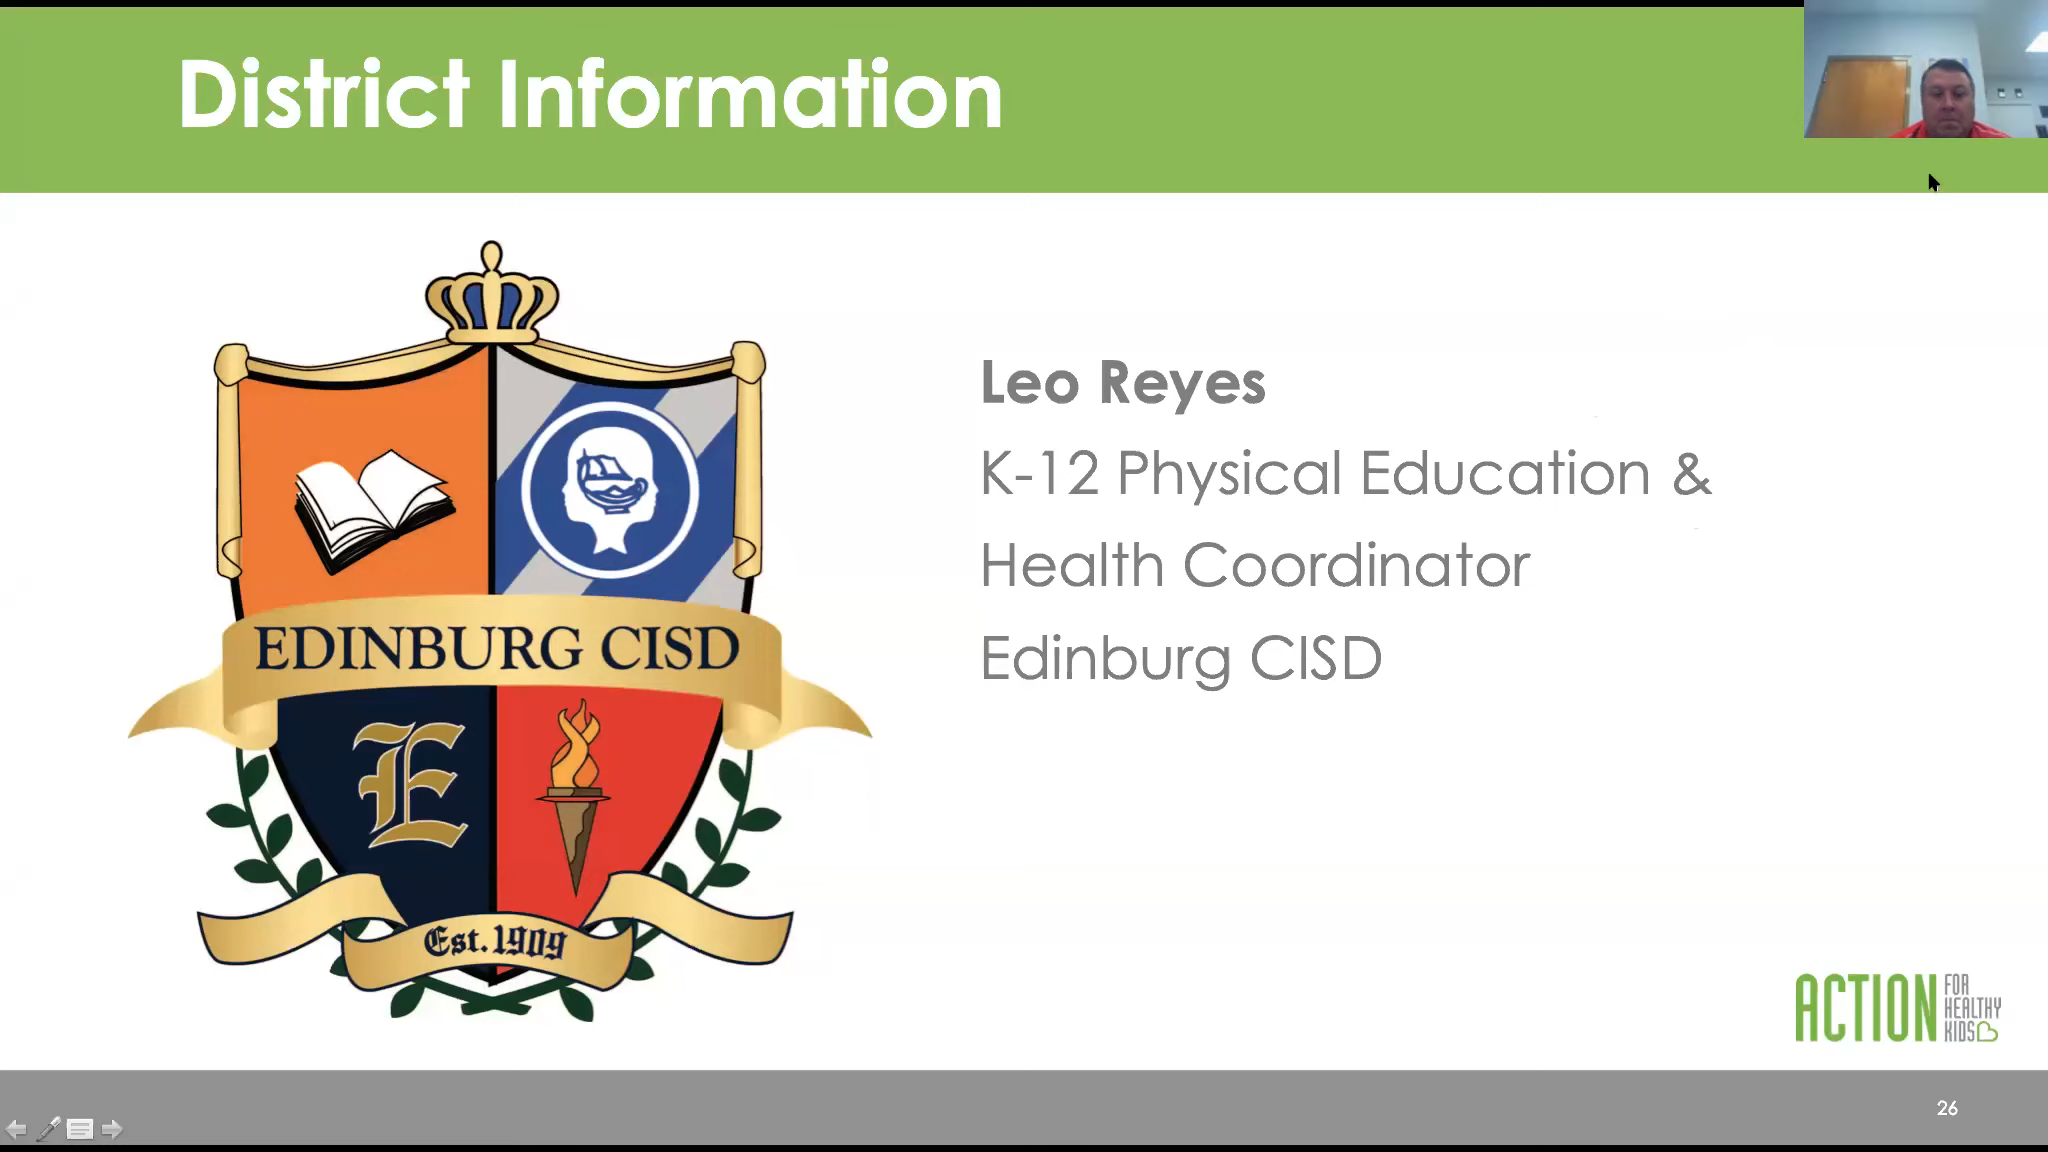 District Information
Leo Reyes
K-12 Physical Education &
Health Coordinator
Edinburg CISD
EDINBURG CISD
E
Est. 1909
ACTION
FOR
HEALTHY
KIDS
26